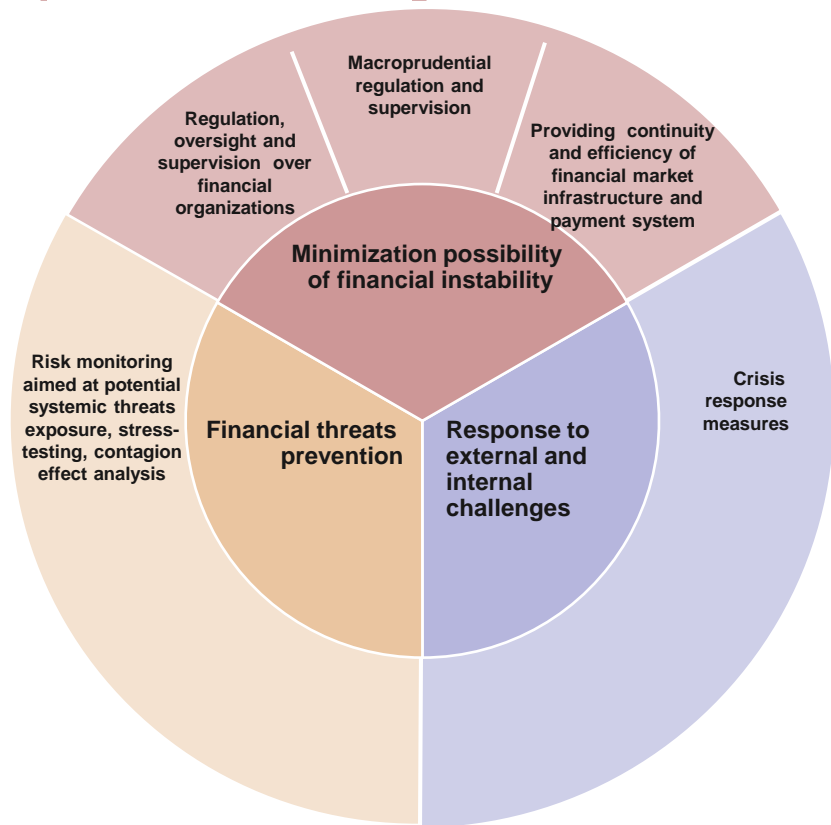 Macroprudential
regulation and
supervision
Regulation,
oversight and
supervision over
financial
organizations
Providing continuity
and efficiency of
financial market
infrastructure and
payment system
Minimization possibility
of financial instability
Risk monitoring
aimed at potential
systemic threats
exposure, stress-
testing, contagion
effect analysis
Financial threats
prevention
Response to
external and
internal
challenges
Crisis
response
measures